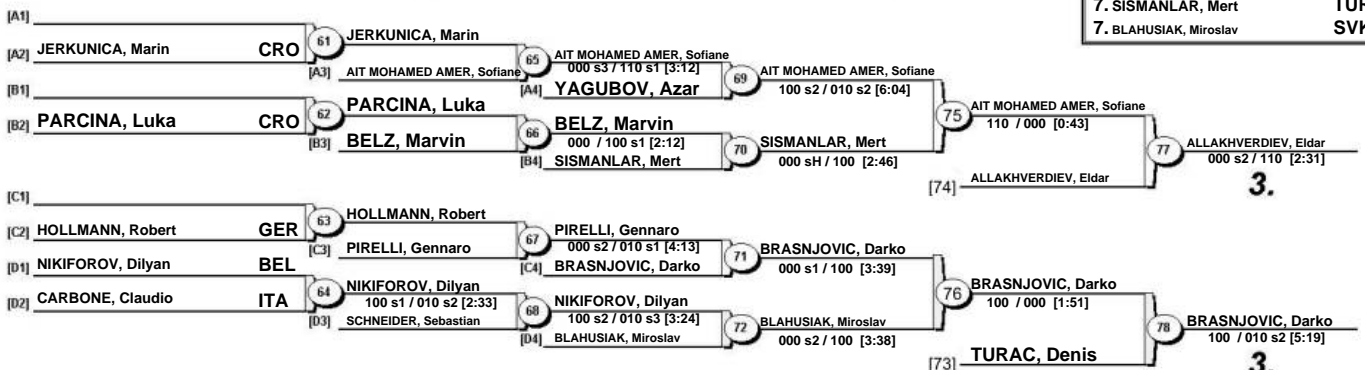 7. SISMANLAR, Mert TUR
7. BLAHUSIAK, Miroslav SVK
[A1]
[A2] JERKUNICA, Marin CRO
61
JERKUNICA, Marin
[A3] AIT MOHAMED AMER, Sofiane
65
AIT MOHAMED AMER, Sofiane
000 s3 / 110 s1 [3:12]
[A4] YAGUBOV, Azar
69
AIT MOHAMED AMER, Sofiane
100 s2 / 010 s2 [6:04]
[B1]
[B2] PARCINA, Luka CRO
62
PARCINA, Luka
[B3] BELZ, Marvin
66
BELZ, Marvin
000 / 100 s1 [2:12]
[B4] SISMANLAR, Mert
70
SISMANLAR, Mert
000 sH / 100 [2:46]
75
AIT MOHAMED AMER, Sofiane
110 / 000 [0:43]
[74] ALLAKHVERDIEV, Eldar
77
ALLAKHVERDIEV, Eldar
000 s2 / 110 [2:31]
3.
[C1]
[C2] HOLLMANN, Robert GER
63
HOLLMANN, Robert
[C3] PIRELLI, Gennaro
67
PIRELLI, Gennaro
000 s2 / 010 s1 [4:13]
[C4] BRASNJOVIC, Darko
71
BRASNJOVIC, Darko
000 s1 / 100 [3:39]
[D1] NIKIFOROV, Dilyan BEL
[D2] CARBONE, Claudio ITA
64
NIKIFOROV, Dilyan
100 s1 / 010 s2 [2:33]
[D3] SCHNEIDER, Sebastian
68
NIKIFOROV, Dilyan
100 s2 / 010 s3 [3:24]
[D4] BLAHUSIAK, Miroslav
72
BLAHUSIAK, Miroslav
000 s2 / 100 [3:38]
76
BRASNJOVIC, Darko
100 / 000 [1:51]
[73] TURAC, Denis
78
BRASNJOVIC, Darko
100 / 010 s2 [5:19]
3.